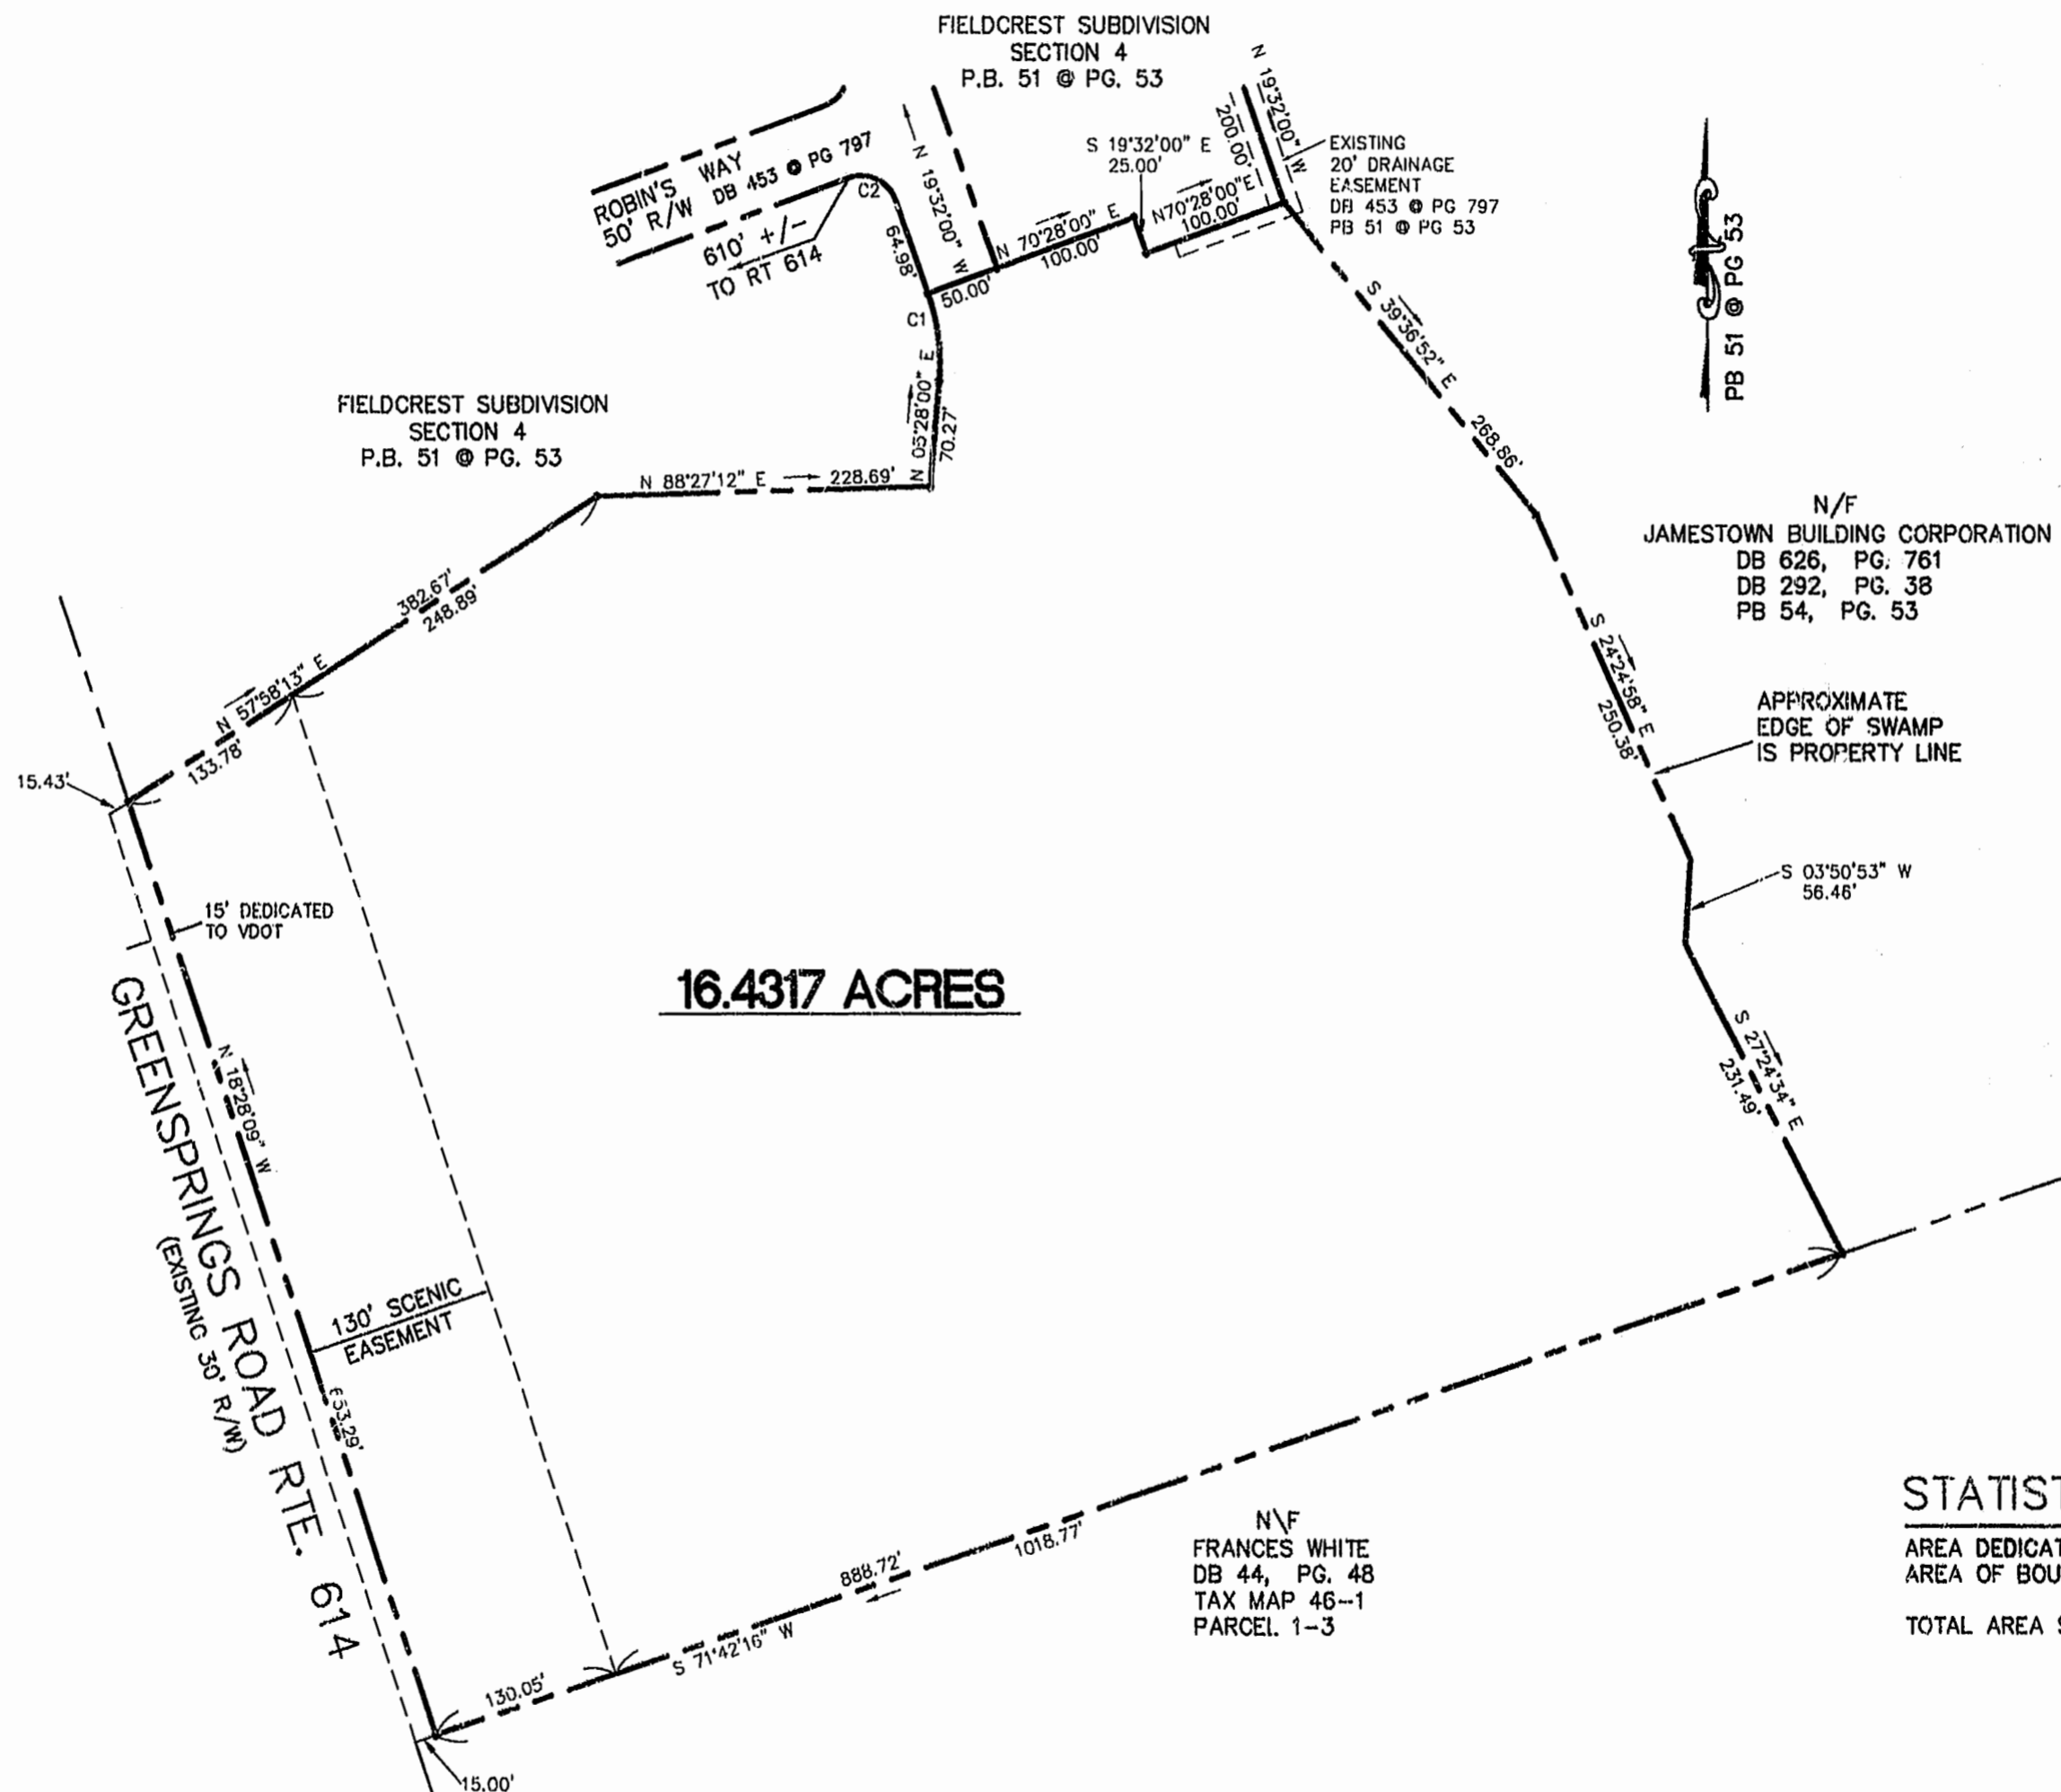 FIELDCREST SUBDIVISION
SECTION 4
P.B. 51 @ PG. 53
N 19°32'00" W
200.00'
EXISTING
20' DRAINAGE
EASEMENT
DB 453 @ PG 797
PB 51 @ PG 53
S 19°32'00" E
25.00'
N70°28'00"E
100.00'
N 70°28'00" E
100.00'
N 19°32'00" W
50.00'
ROBIN'S WAY
50' R/W DB 453 @ PG 797
610' +/-
TO RT 614
C2
64.98'
C1
N 05°28'00" E
70.27'
PB 51 @ PG 53
S 39°36'52" E
268.86'
FIELDCREST SUBDIVISION
SECTION 4
P.B. 51 @ PG. 53
N 88°27'12" E
228.69'
N/F
JAMESTOWN BUILDING CORPORATION
DB 626, PG. 761
DB 292, PG. 38
PB 54, PG. 53
382.67'
248.89'
N 57°58'13" E
133.78'
15.43'
S 24°24'58" E
250.38'
APPROXIMATE
EDGE OF SWAMP
IS PROPERTY LINE
S 03°50'53" W
56.46'
15' DEDICATED
TO VDOT
16.4317 ACRES
S 27°24'34" E
231.49'
N 18°28'09" W
GREENSPRINGS ROAD RTE. 614
(EXISTING 30' R/W)
130' SCENIC
EASEMENT
653.29'
888.72'
1018.77'
S 71°42'16" W
130.05'
15.00'
N\F
FRANCES WHITE
DB 44, PG. 48
TAX MAP 46-1
PARCEL 1-3
STATIST
AREA DEDICAT
AREA OF BOU
TOTAL AREA S